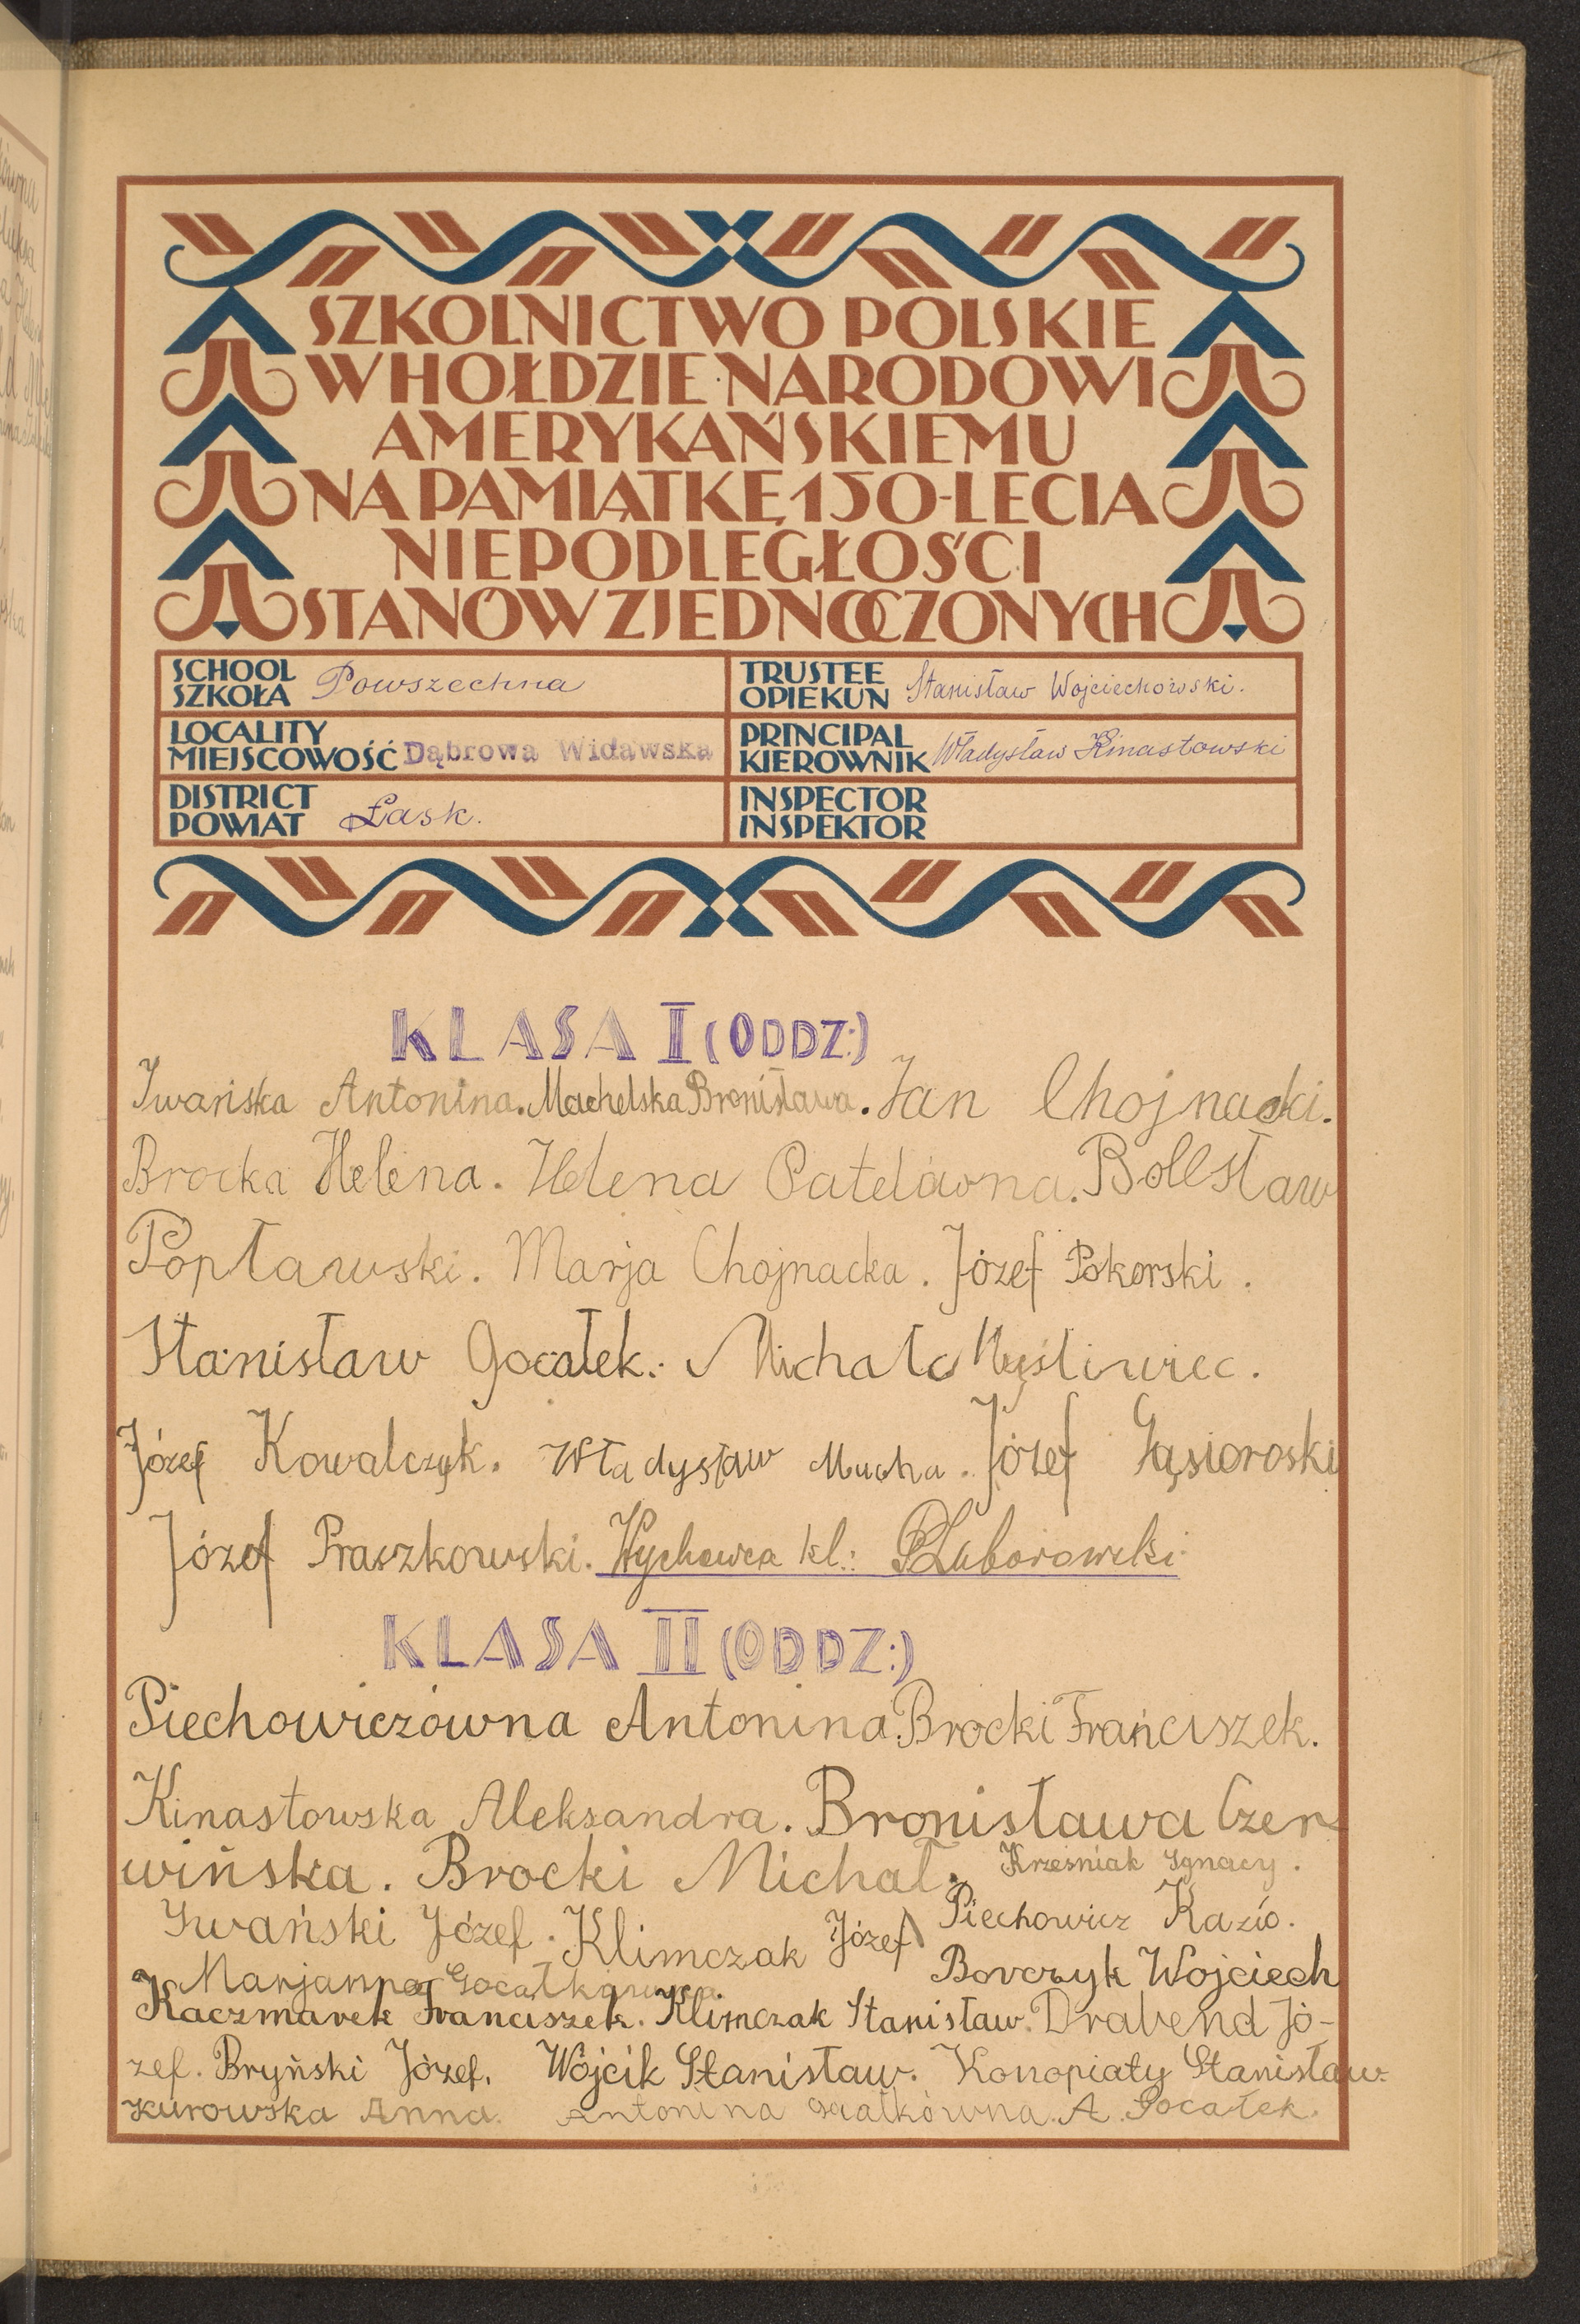 SZKOLNICTWO POLSKIE
W HOŁDZIE NARODOWI
AMERYKAŃSKIEMU
NA PAMIĄTKĘ 150-LECIA
NIEPODLEGŁOŚCI
STANÓW ZJEDNOCZONYCH
SCHOOL
SZKOŁA Powszechna
TRUSTEE
OPIEKUN Stanisław Wojciechowski.
LOCALITY
MIEJSCOWOŚĆ Dąbrowa Widawska
PRINCIPAL
KIEROWNIK Władysław Kinastowski
DISTRICT
POWIAT Łask.
INSPECTOR
INSPEKTOR
KLASA I (ODDZ:)
Iwańska Antonina. Machelska Bronisława. Jan Chojnacki.
Brocka Helena. Helena Patelówna. Bolesław
Popławski. Marja Chojnacka. Józef Pokorski.
Stanisław Gocałek. Michał Myśliwiec.
Józef Kowalczyk. Władysław Mucha. Józef Gąsioroski
Józef Praszkowski. Wychowca kl.: Luborowski
KLASA II (ODDZ:)
Piechowiczówna Antonina. Brocki Frańciszek.
Kinastowska Aleksandra. Bronisława Czer
wińska. Brocki Michał. Krześniak Ignacy.
Iwański Józef. Klimczak Józef Piechowicz Kazio.
Marjanna Gocałkówna. Borczyk Wojciech
Kaczmarek Franciszek. Klimczak Stanisław. Drabend Jó-
zef. Bryński Józef. Wójcik Stanisław. Konopiaty Stanisław.
Kurowska Anna. Antonina Gcałkówna. A. Gocałek.